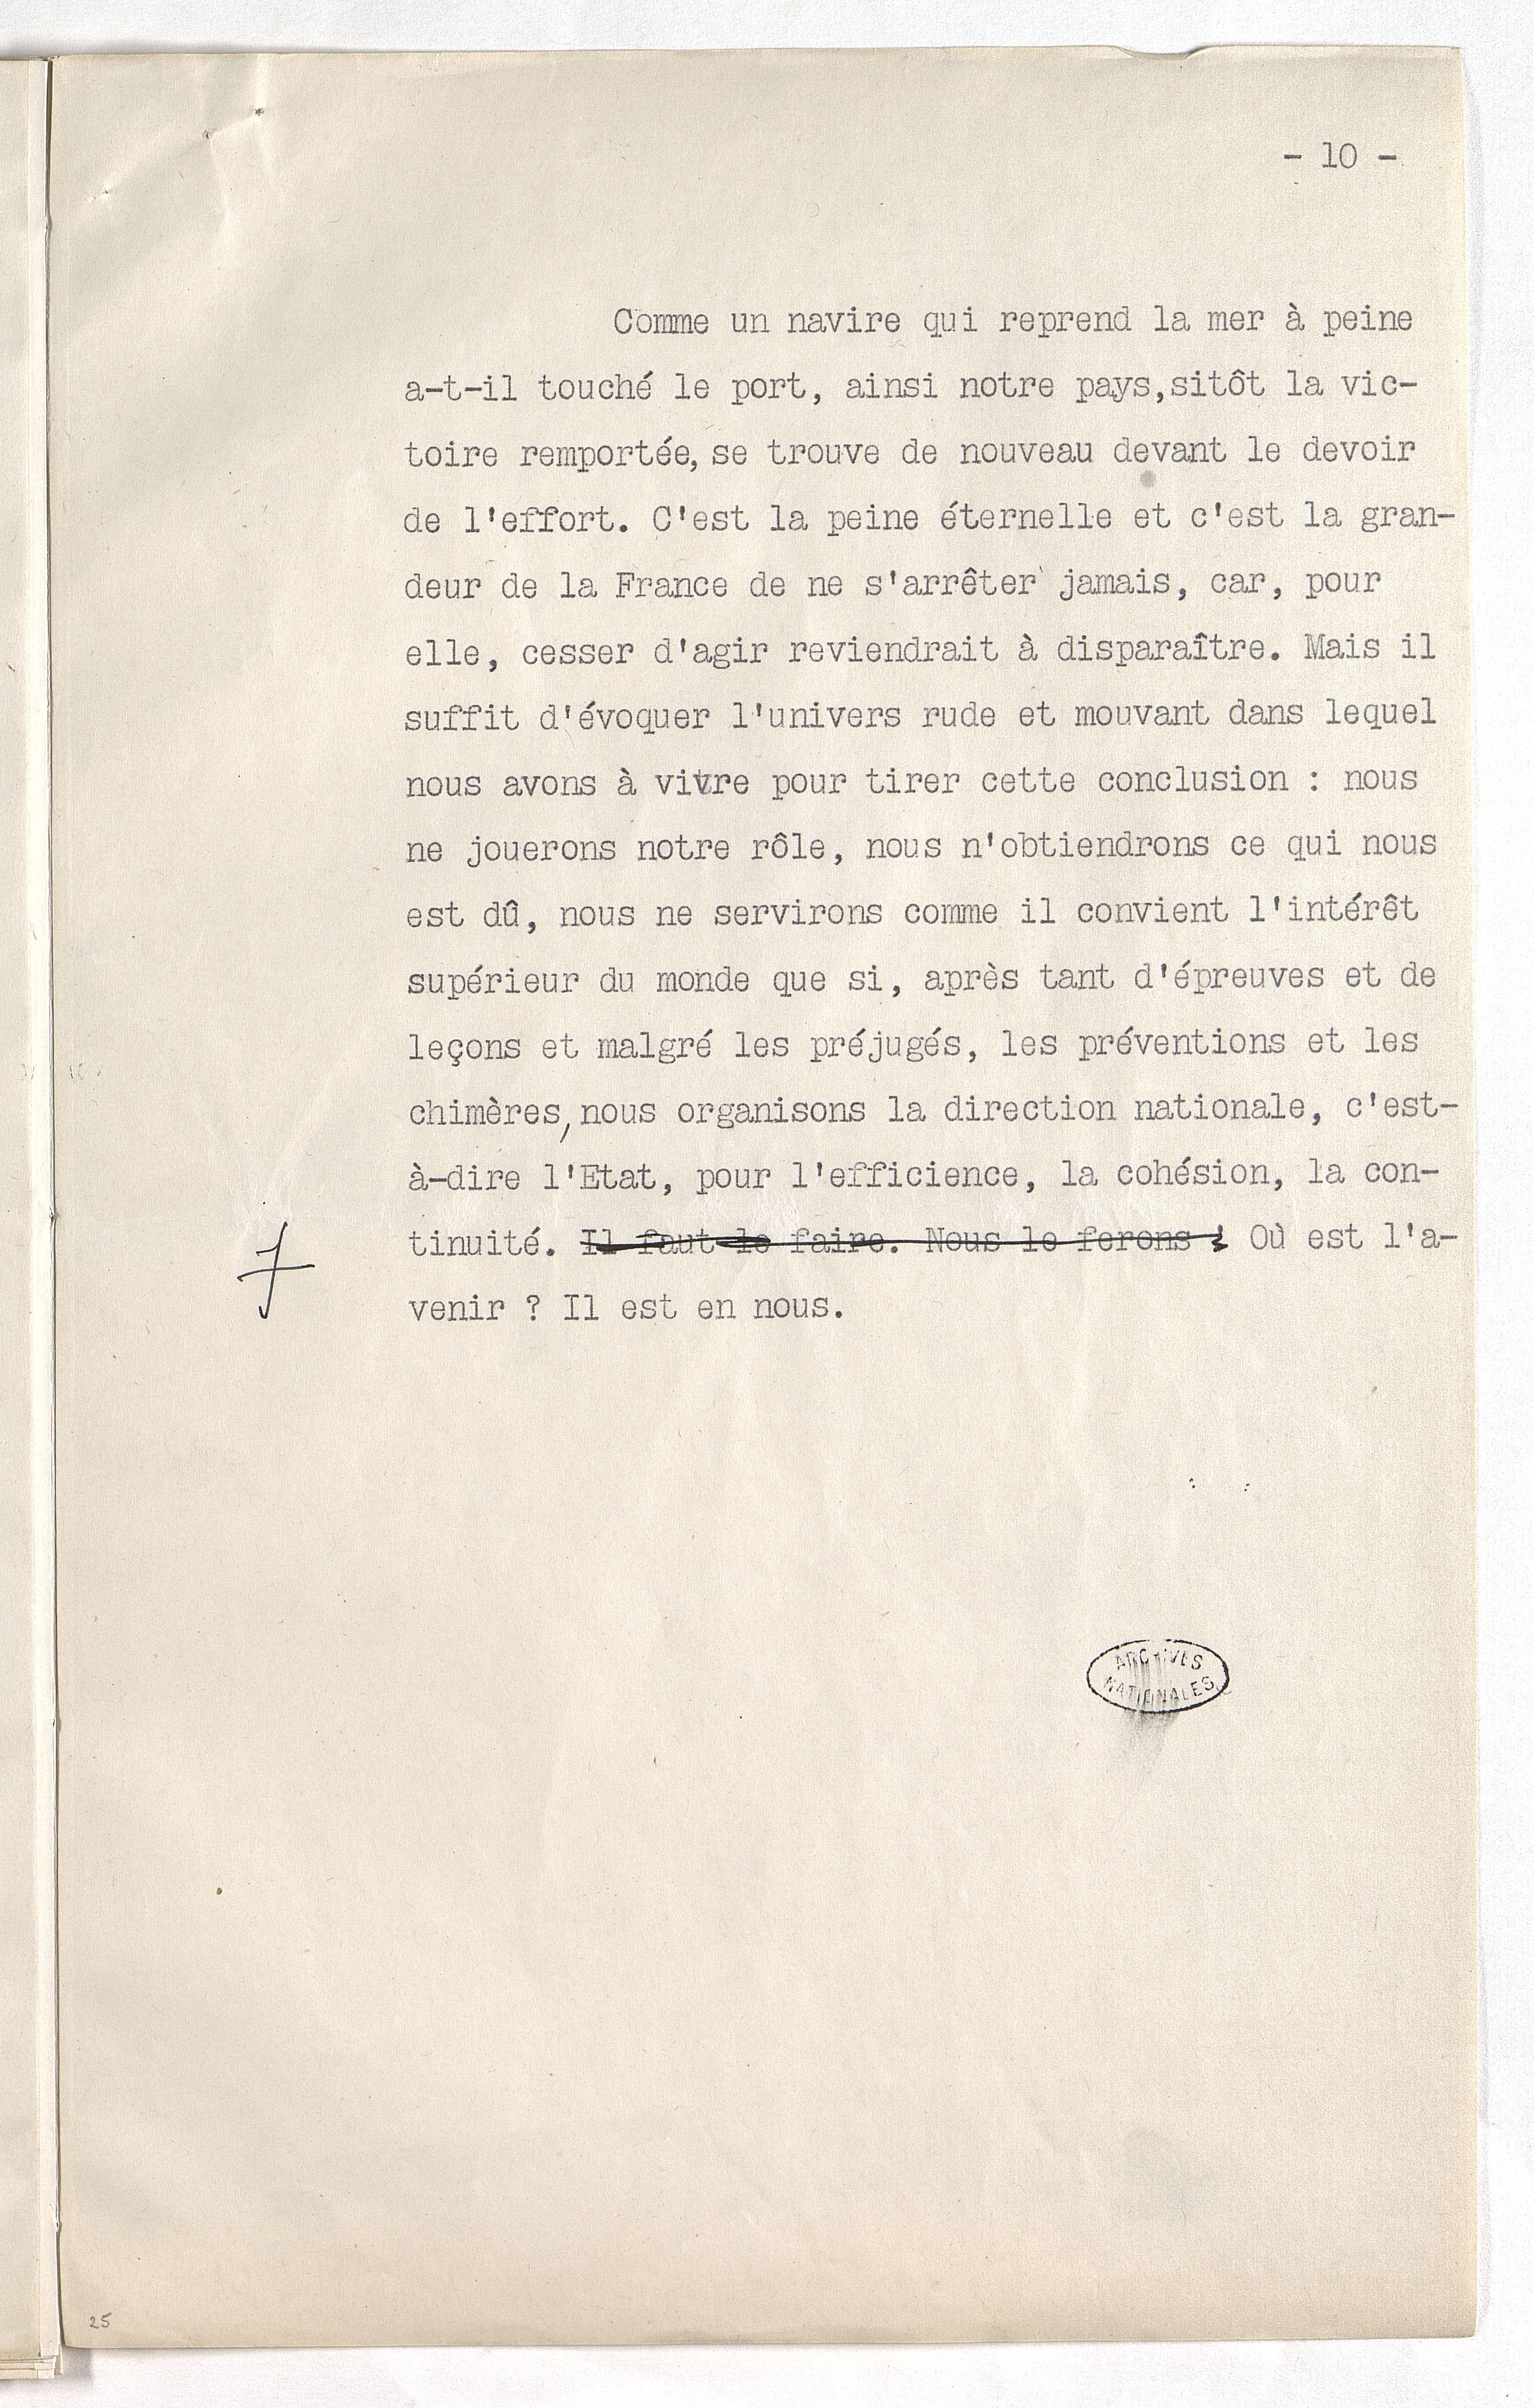 - 10 -
Comme un navire qui reprend la mer à peine
a-t-il touché le port, ainsi notre pays, sitôt la vic-
toire remportée, se trouve de nouveau devant le devoir
de l'effort. C'est la peine éternelle et c'est la gran-
deur de la France de ne s'arrêter jamais, car, pour
elle, cesser d'agir reviendrait à disparaître. Mais il
suffit d'évoquer l'univers rude et mouvant dans lequel
nous avons à vivre pour tirer cette conclusion : nous
ne jouerons notre rôle, nous n'obtiendrons ce qui nous
est dû, nous ne servirons comme il convient l'intérêt
supérieur du monde que si, après tant d'épreuves et de
leçons et malgré les préjugés, les préventions et les
chimères, nous organisons la direction nationale, c'est-
à-dire l'Etat, pour l'efficience, la cohésion, la con-
tinuité. Il faut le faire. Nous le ferons ! Où est l'a-
venir ? Il est en nous.
ARCHIVES
NATIONALES
25